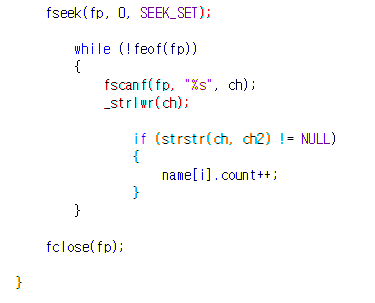 fseek(fp, 0, SEEK_SET);
while (!feof(fp))
{
fscanf(fp, "%s", ch);
_strlwr(ch);
if (strstr(ch, ch2) != NULL)
{
name[i].count++;
}
}
fclose(fp);
}